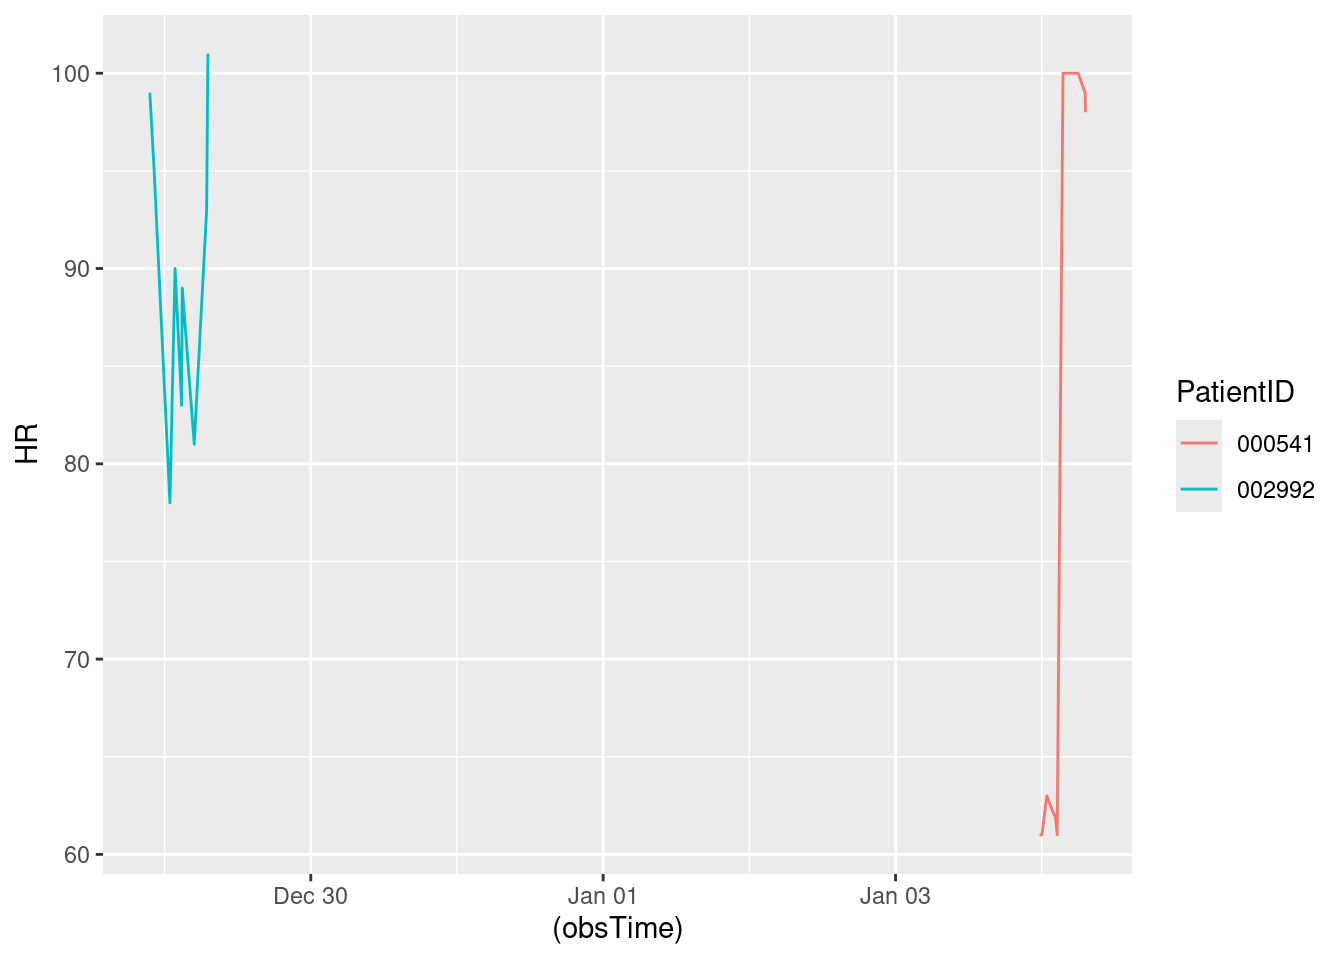 100
90
80
70
60
HR
Dec 30
Jan 01
Jan 03
(obsTime)
PatientID
000541
002992